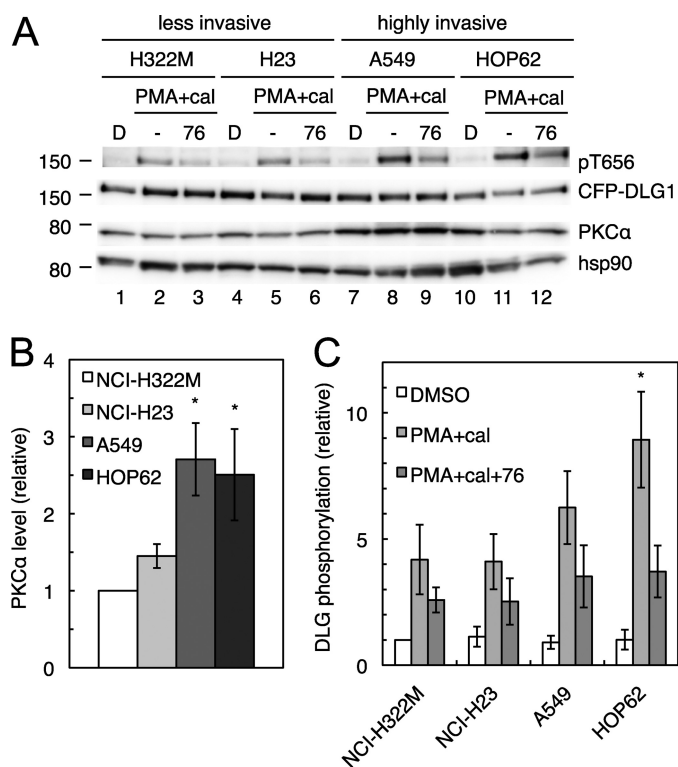 A
less invasive highly invasive
H322M H23 A549 HOP62
PMA+cal PMA+cal PMA+cal PMA+cal
D - 76 D - 76 D - 76 D - 76
150 pT656
150 CFP-DLG1
80 PKCα
80 hsp90
1 2 3 4 5 6 7 8 9 10 11 12
B
PKCα level (relative)
4
3
2
1
0
NCI-H322M
NCI-H23
A549
HOP62
* *
C
DLG phosphorylation (relative)
10
5
0
DMSO
PMA+cal
PMA+cal+76
*
NCI-H322M
NCI-H23
A549
HOP62